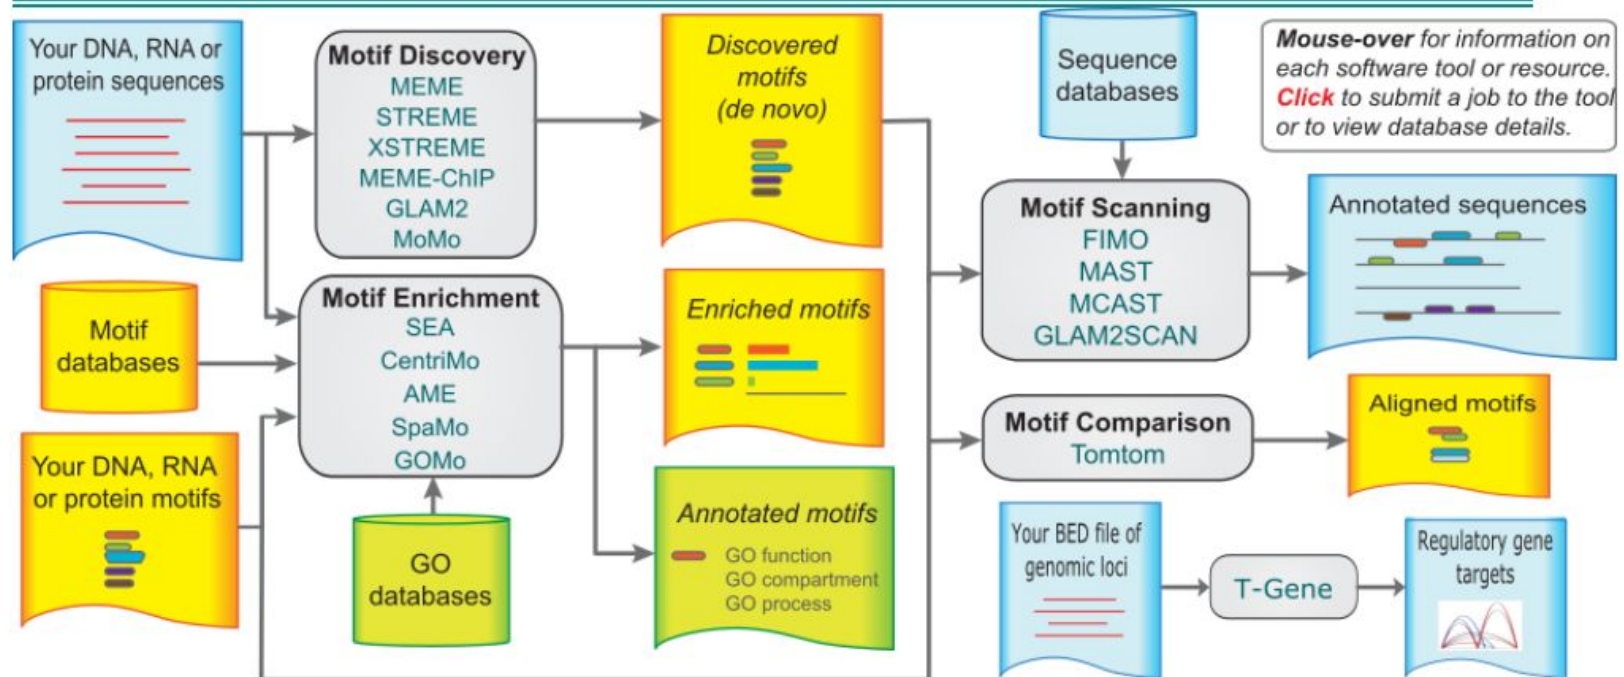 Your DNA, RNA or
protein sequences
Motif Discovery
MEME
STREME
XSTREME
MEME-ChIP
GLAM2
MoMo
Discovered
motifs
(de novo)
Sequence
databases
Mouse-over for information on
each software tool or resource.
Click to submit a job to the tool
or to view database details.
Motif Scanning
FIMO
MAST
MCAST
GLAM2SCAN
Annotated sequences
Motif
databases
Motif Enrichment
SEA
CentriMo
AME
SpaMo
GOMo
Enriched motifs
Motif Comparison
Tomtom
Aligned motifs
Your DNA, RNA
or protein motifs
GO
databases
Annotated motifs
GO function
GO compartment
GO process
Your BED file of
genomic loci
T-Gene
Regulatory gene
targets